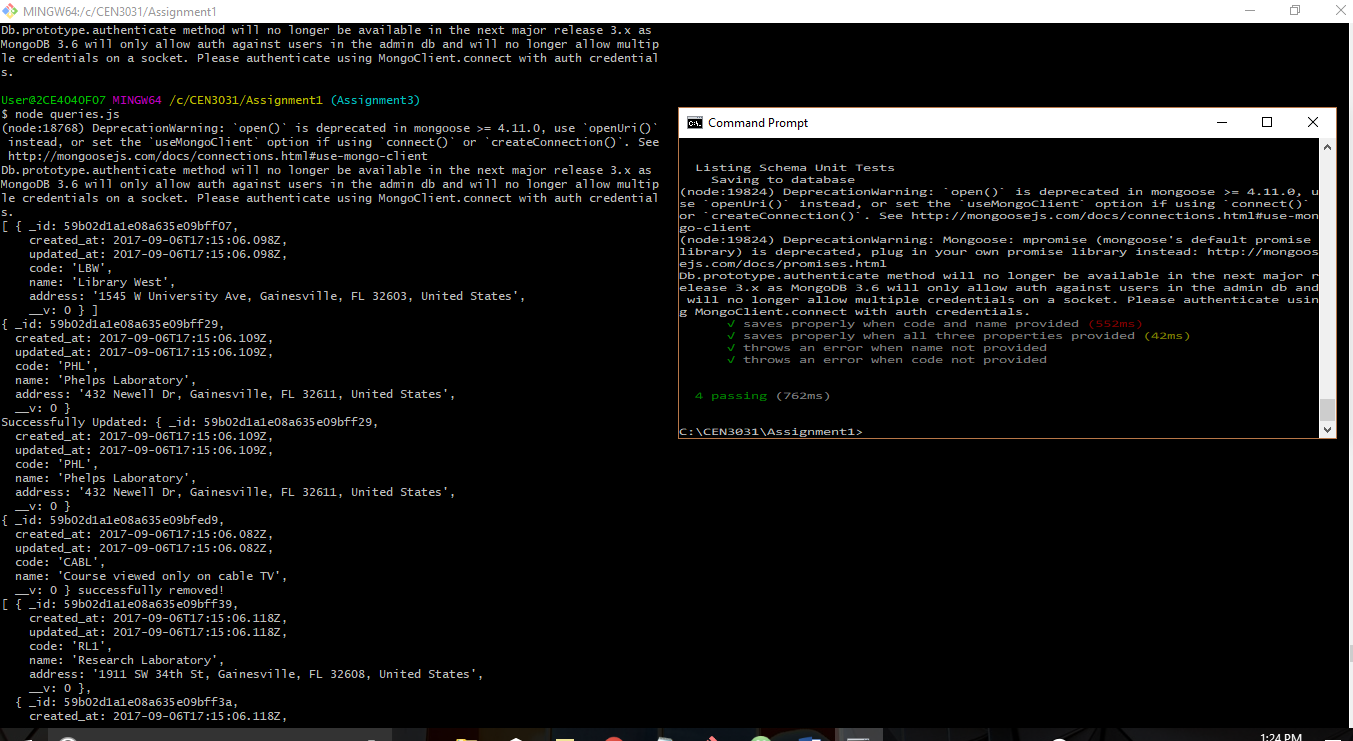 MINGW64:/c/CEN3031/Assignment1
Db.prototype.authenticate method will no longer be available in the next major release 3.x as
MongoDB 3.6 will only allow auth against users in the admin db and will no longer allow multip
le credentials on a socket. Please authenticate using MongoClient.connect with auth credential
s.
User@2CE4040F07 MINGW64 /c/CEN3031/Assignment1 (Assignment3)
$ node queries.js
(node:18768) DeprecationWarning: `open()` is deprecated in mongoose >= 4.11.0, use `openUri()`
instead, or set the `useMongoClient` option if using `connect()` or `createConnection()`. See
http://mongoosejs.com/docs/connections.html#use-mongo-client
Db.prototype.authenticate method will no longer be available in the next major release 3.x as
MongoDB 3.6 will only allow auth against users in the admin db and will no longer allow multip
le credentials on a socket. Please authenticate using MongoClient.connect with auth credential
s.
[ { _id: 59b02d1a1e08a635e09bff07,
created_at: 2017-09-06T17:15:06.098Z,
updated_at: 2017-09-06T17:15:06.098Z,
code: 'LBW',
name: 'Library West',
address: '1545 W University Ave, Gainesville, FL 32603, United States',
__v: 0 } ]
{ _id: 59b02d1a1e08a635e09bff29,
created_at: 2017-09-06T17:15:06.109Z,
updated_at: 2017-09-06T17:15:06.109Z,
code: 'PHL',
name: 'Phelps Laboratory',
address: '432 Newell Dr, Gainesville, FL 32611, United States',
__v: 0 }
Successfully Updated: { _id: 59b02d1a1e08a635e09bff29,
created_at: 2017-09-06T17:15:06.109Z,
updated_at: 2017-09-06T17:15:06.109Z,
code: 'PHL',
name: 'Phelps Laboratory',
address: '432 Newell Dr, Gainesville, FL 32611, United States',
__v: 0 }
{ _id: 59b02d1a1e08a635e09bfed9,
created_at: 2017-09-06T17:15:06.082Z,
updated_at: 2017-09-06T17:15:06.082Z,
code: 'CABL',
name: 'Course viewed only on cable TV',
__v: 0 } successfully removed!
[ { _id: 59b02d1a1e08a635e09bff39,
created_at: 2017-09-06T17:15:06.118Z,
updated_at: 2017-09-06T17:15:06.118Z,
code: 'RL1',
name: 'Research Laboratory',
address: '1911 SW 34th St, Gainesville, FL 32608, United States',
__v: 0 },
{ _id: 59b02d1a1e08a635e09bff3a,
created_at: 2017-09-06T17:15:06.118Z,
Command Prompt
Listing Schema Unit Tests
Saving to database
(node:19824) DeprecationWarning: `open()` is deprecated in mongoose >= 4.11.0, u
se `openUri()` instead, or set the `useMongoClient` option if using `connect()`
or `createConnection()`. See http://mongoosejs.com/docs/connections.html#use-mon
go-client
(node:19824) DeprecationWarning: Mongoose: mpromise (mongoose's default promise
library) is deprecated, plug in your own promise library instead: http://mongoos
ejs.com/docs/promises.html
Db.prototype.authenticate method will no longer be available in the next major r
elease 3.x as MongoDB 3.6 will only allow auth against users in the admin db and
will no longer allow multiple credentials on a socket. Please authenticate usin
g MongoClient.connect with auth credentials.
√ saves properly when code and name provided (552ms)
√ saves properly when all three properties provided (42ms)
√ throws an error when name not provided
√ throws an error when code not provided
4 passing (762ms)
C:\CEN3031\Assignment1>
1:24 PM